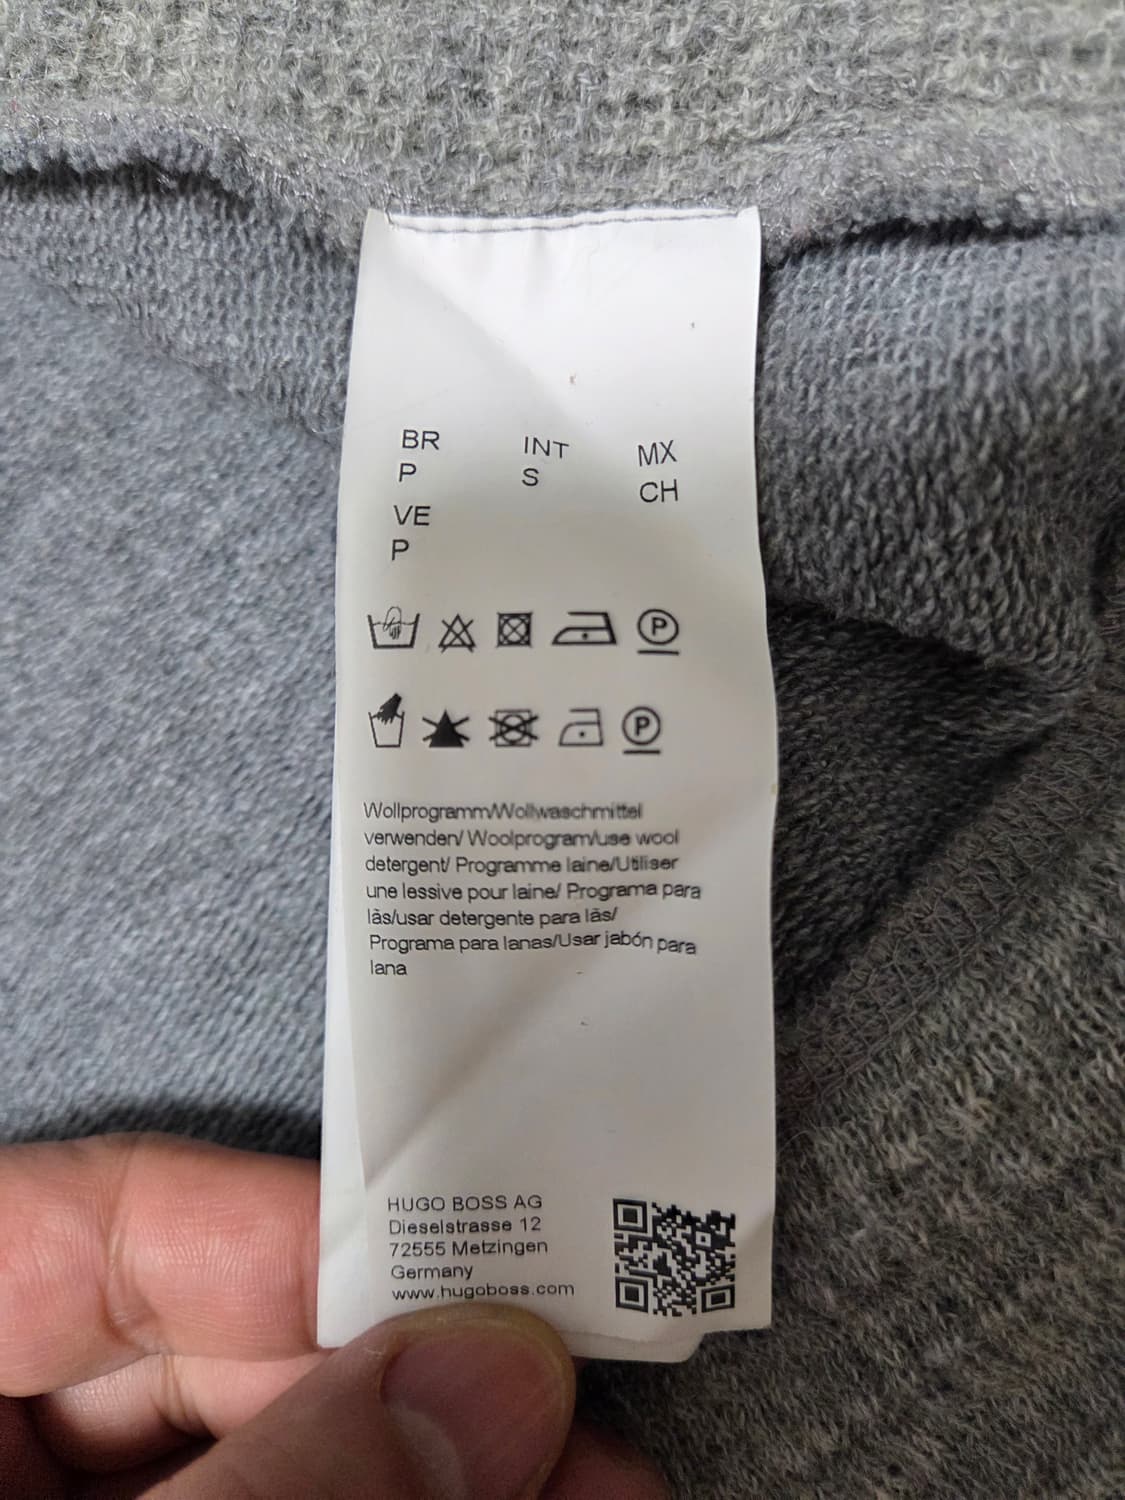 BR INT MX
P S CH
VE
P
P
P
Wollprogramm/Wollwaschmittel
verwenden/ Woolprogram/use wool
detergent/ Programme laine/Utiliser
une lessive pour laine/ Programa para
lãs/usar detergente para lãs/
Programa para lanas/Usar jabón para
lana
HUGO BOSS AG
Dieselstrasse 12
72555 Metzingen
Germany
www.hugoboss.com